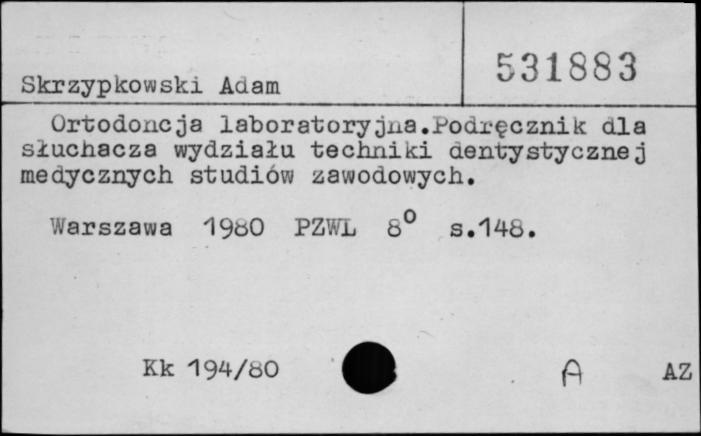 531883
Skrzypkowski Adam
Ortodoncja laboratoryjna.Podręcznik dla
słuchacza wydziału techniki dentystycznej
medycznych studiów zawodowych.
Warszawa 1980 PZWL 8° s.148.
Kk 194/80 A AZ